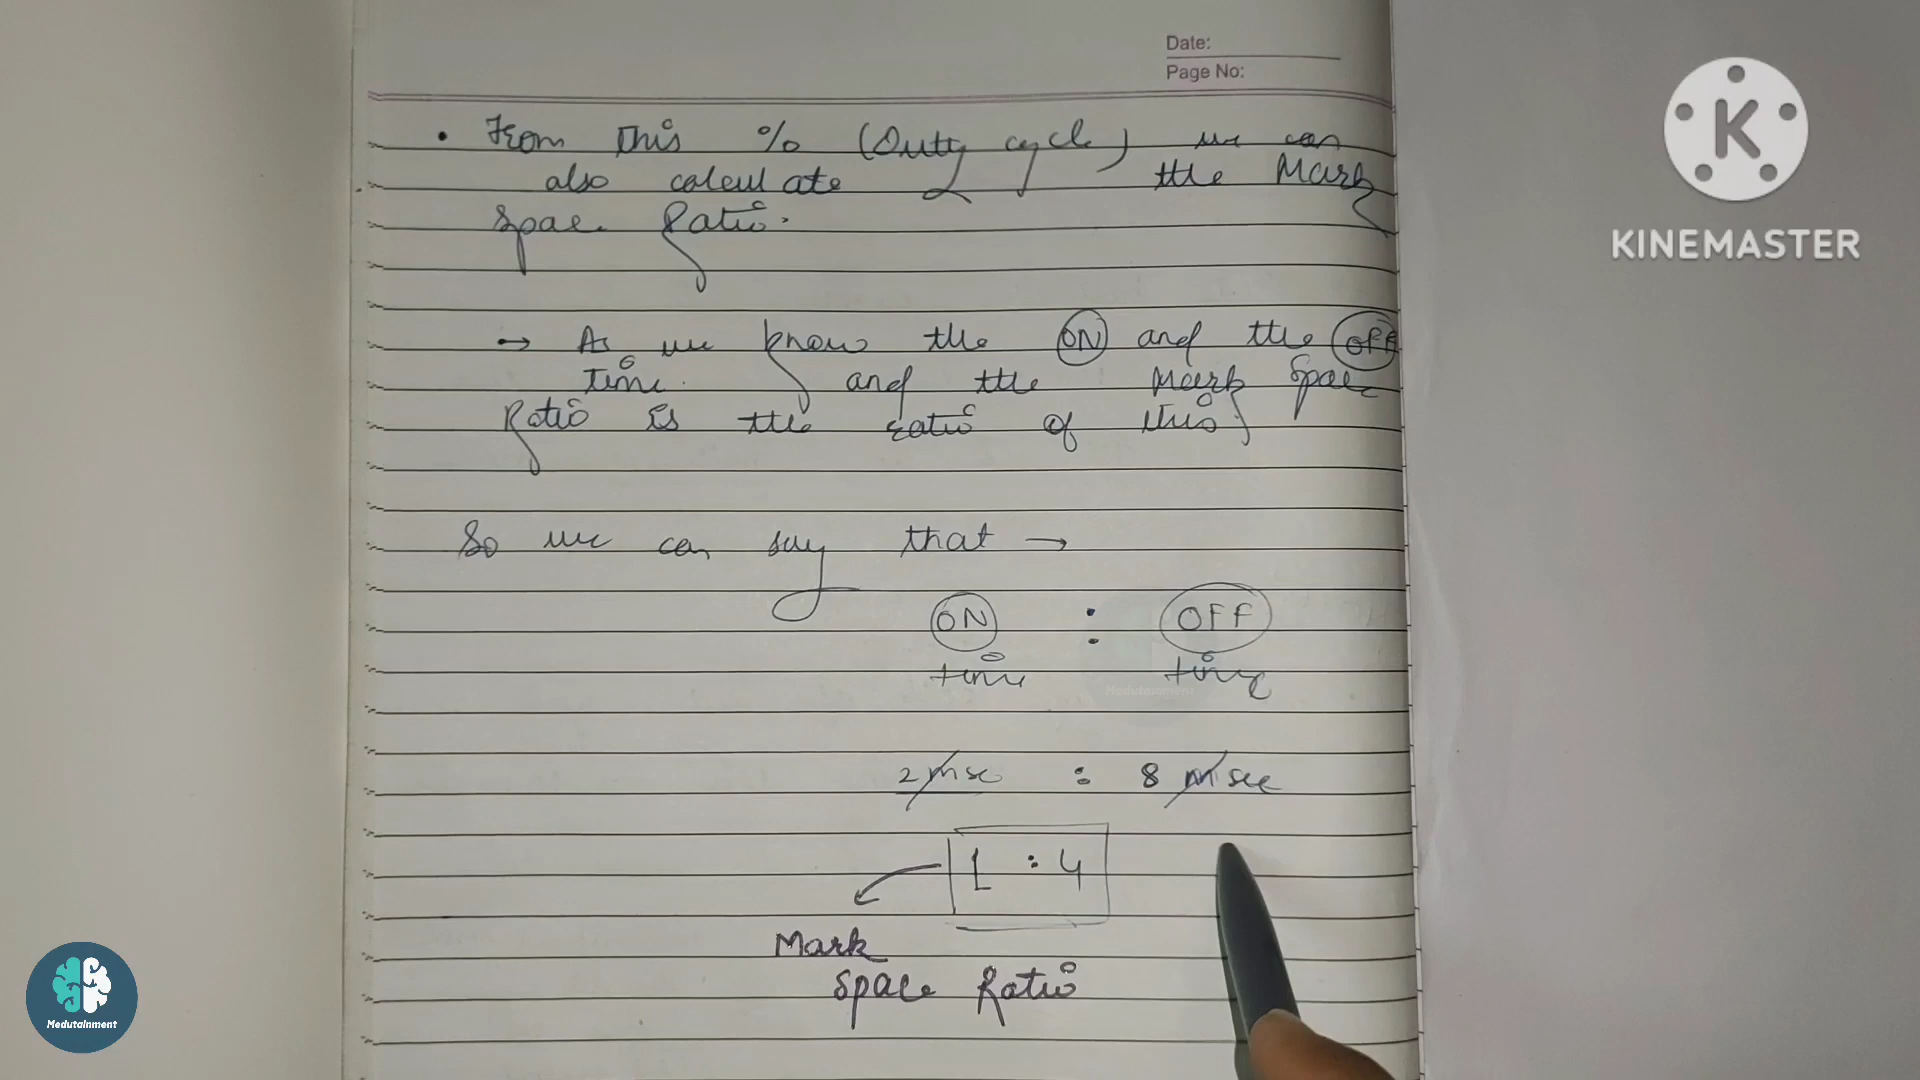 Date:
Page No:
• From this % (Duty cycle) we can
also calculate the Mark
Space Ratio.
→ As we know the ON and the OFF
time and the Mark Space
Ratio is the ratio of this
So we can say that →
ON : OFF
time time
2 msec : 8 msec
1 : 4
Mark
Space Ratio
K
KINEMASTER
Medutainment
Medutainment